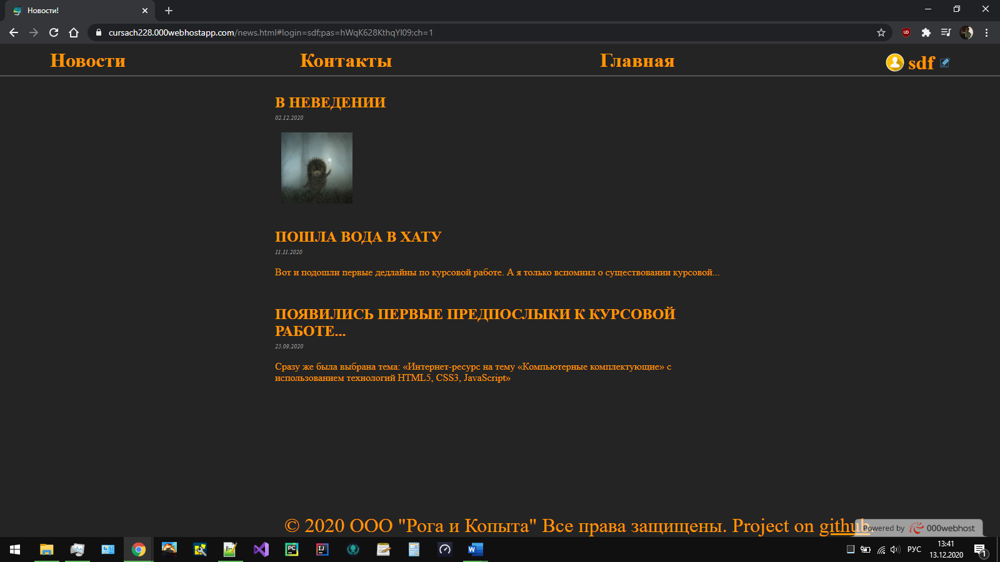 Новости!
cursach228.000webhostapp.com/news.html#login=sdf;pas=hWqK628KthqYl09;ch=1
Новости
Контакты
Главная
sdf
В НЕВЕДЕНИИ
02.12.2020
ПОШЛА ВОДА В ХАТУ
11.11.2020
Вот и подошли первые дедлайны по курсовой работе. А я только вспомнил о существовании курсовой...
ПОЯВИЛИСЬ ПЕРВЫЕ ПРЕДПОСЛЫКИ К КУРСОВОЙ
РАБОТЕ...
25.09.2020
Сразу же была выбрана тема: «Интернет-ресурс на тему «Компьютерные комплектующие» с
использованием технологий HTML5, CSS3, JavaScript»
© 2020 ООО "Рога и Копыта" Все права защищены. Project on github.
Powered by 000webhost
РУС
13:41
13.12.2020
1